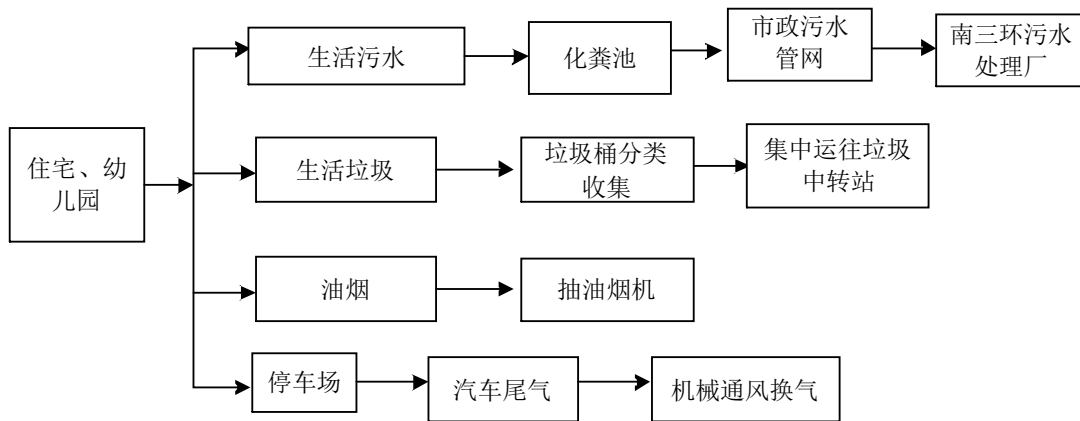 生活污水
化粪池
市政污水
管网
南三环污水
处理厂
住宅、幼
儿园
生活垃圾
垃圾桶分类
收集
集中运往垃圾
中转站
油烟
抽油烟机
停车场
汽车尾气
机械通风换气